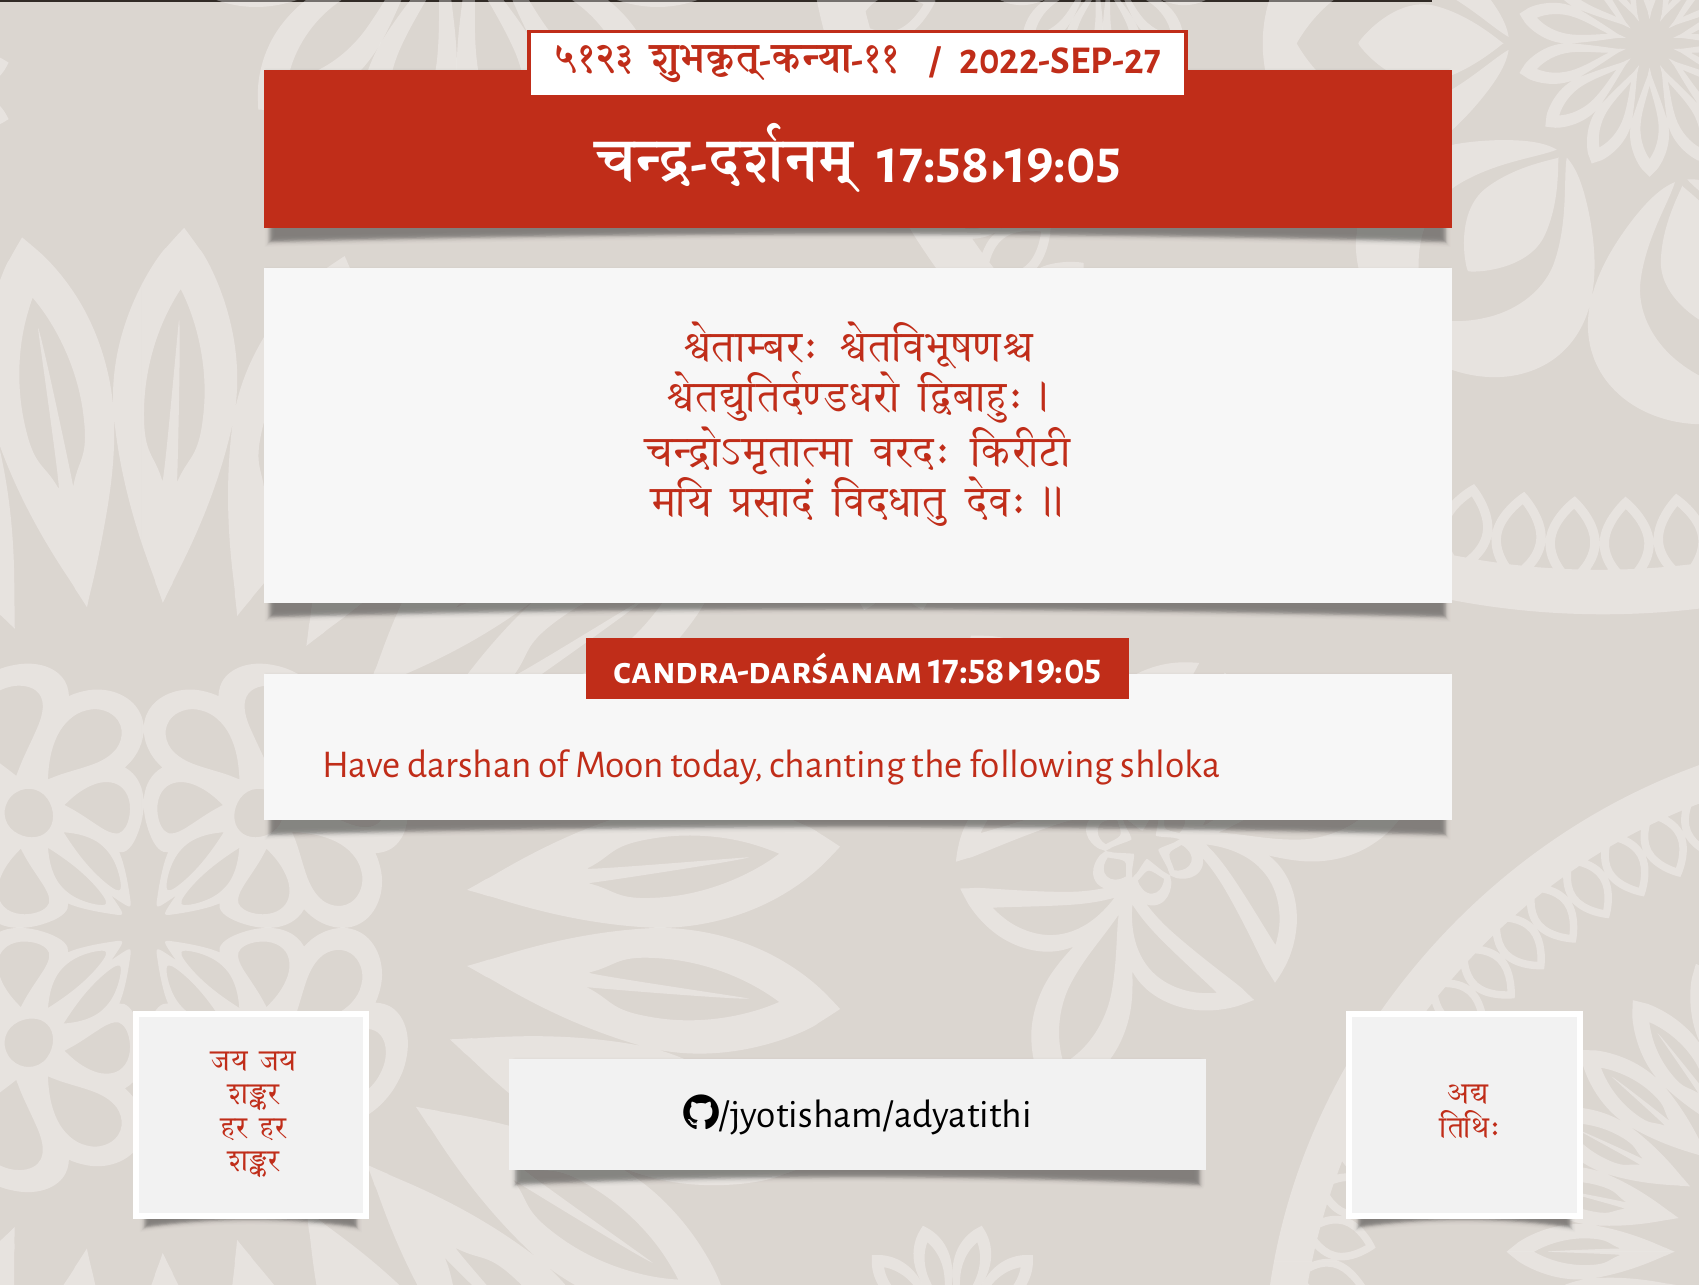 ५१२३ शुभकृत्-कन्या-११ / 2022-SEP-27
चन्द्र-दर्शनम् 17:58▸19:05
श्वेताम्बरः श्वेतविभूषणश्च
श्वेतद्युतिर्दण्डधरो द्विबाहुः ।
चन्द्रोऽमृतात्मा वरदः किरीटी
मयि प्रसादं विदधातु देवः ॥
CANDRA-DARŚANAM 17:58▸19:05
Have darshan of Moon today, chanting the following shloka
जय जय
शङ्कर
हर हर
शङ्कर
/jyotisham/adyatithi
अद्य
तिथिः